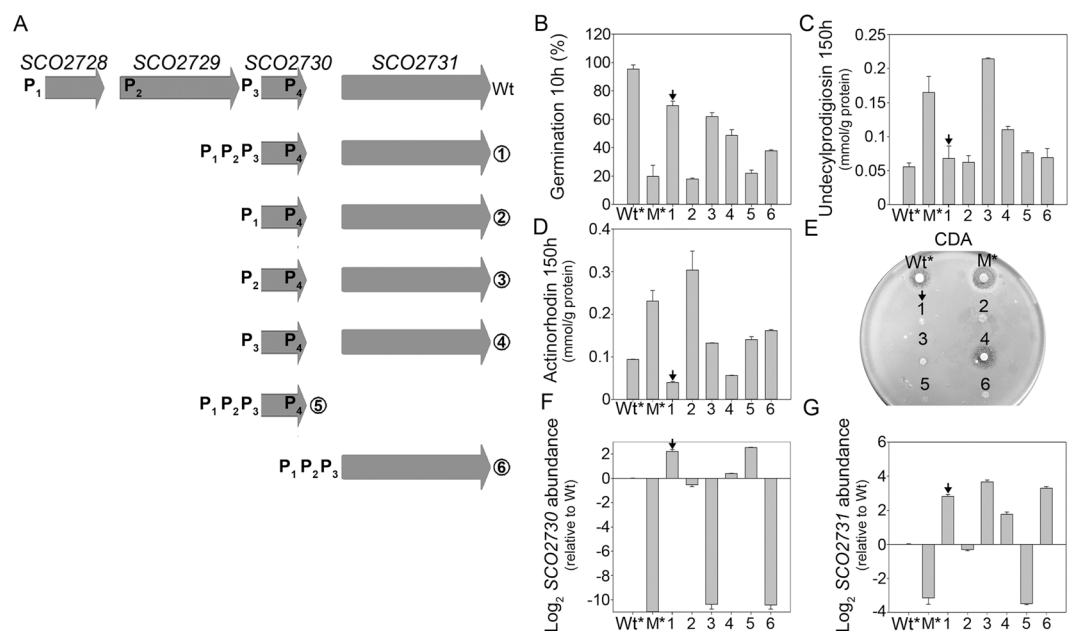 A
SCO2728 SCO2729 SCO2730 SCO2731
P1 P2 P3 P4 Wt
P1 P2 P3 P4 ①
P1 P4 ②
P2 P4 ③
P3 P4 ④
P1 P2 P3 P4 ⑤
P1 P2 P3 ⑥
B
Germination 10h (%)
120
100
80
60
40
20
0
Wt* M* 1 2 3 4 5 6
C
Undecylprodigiosin 150h
(mmol/g protein)
0.25
0.2
0.15
0.1
0.05
0
Wt* M* 1 2 3 4 5 6
D
Actinorhodin 150h
(mmol/g protein)
0.4
0.3
0.2
0.1
0
Wt* M* 1 2 3 4 5 6
E
CDA
Wt* M*
1 2
3 4
5 6
F
Log2 SCO2730 abundance
(relative to Wt)
2
0
-2
-4
-6
-8
-10
Wt* M* 1 2 3 4 5 6
G
Log2 SCO2731 abundance
(relative to Wt)
6
4
2
0
-2
-4
Wt* M* 1 2 3 4 5 6